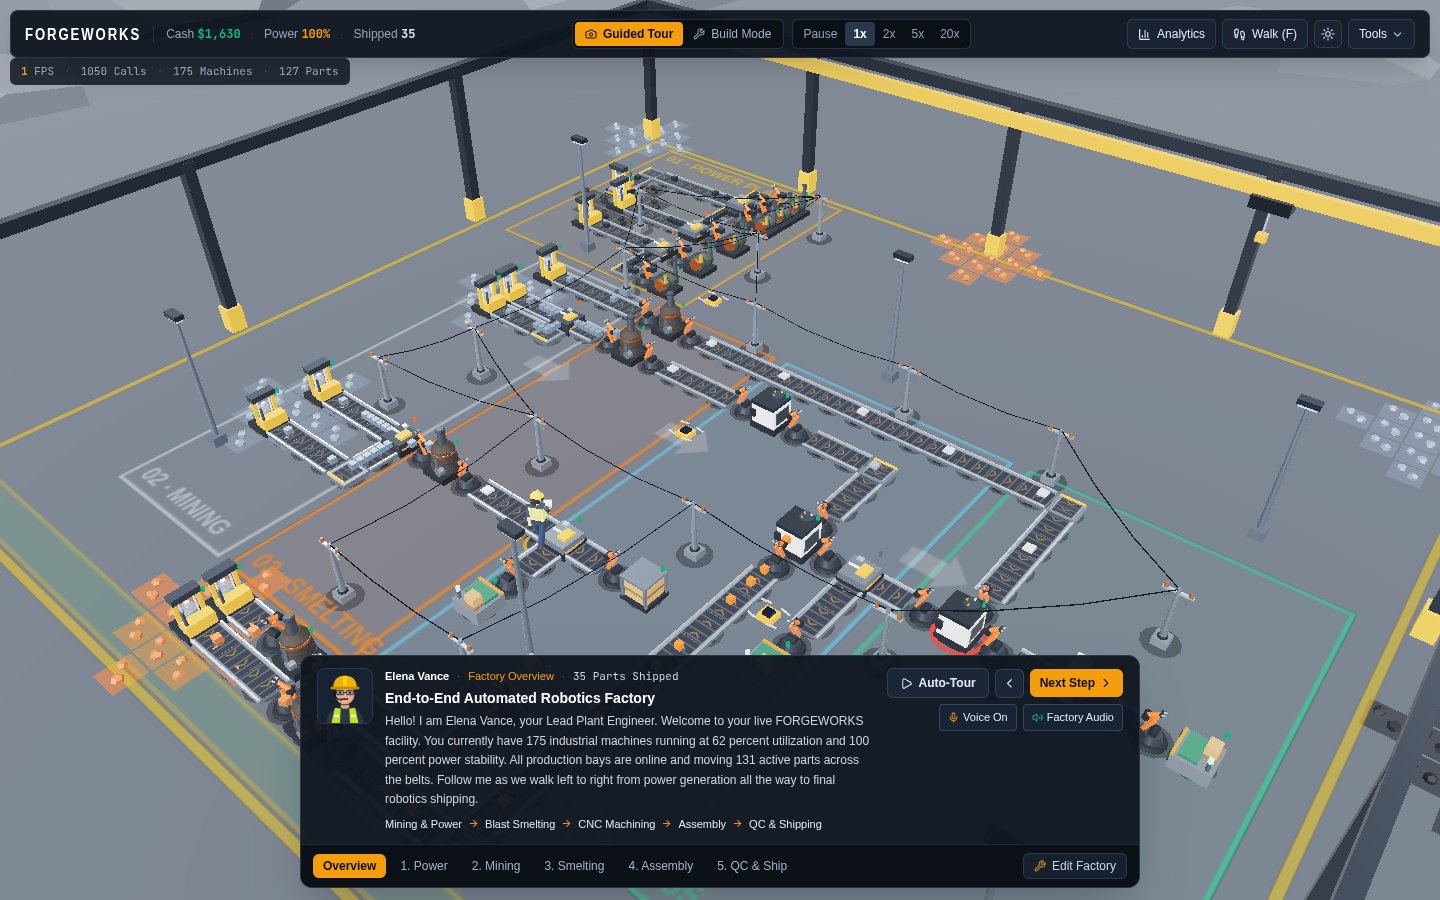 FORGEWORKS
Cash $1,630 · Power 100% · Shipped 35
Guided Tour
Build Mode
Pause 1x 2x 5x 20x
Analytics
Walk (F)
Tools
1 FPS · 1050 Calls · 175 Machines · 127 Parts
01 · POWER
02 · MINING
03 · SMELTING
Elena Vance · Factory Overview · 35 Parts Shipped
End-to-End Automated Robotics Factory
Hello! I am Elena Vance, your Lead Plant Engineer. Welcome to your live FORGEWORKS
facility. You currently have 175 industrial machines running at 62 percent utilization and 100
percent power stability. All production bays are online and moving 131 active parts across
the belts. Follow me as we walk left to right from power generation all the way to final
robotics shipping.
Mining & Power → Blast Smelting → CNC Machining → Assembly → QC & Shipping
Auto-Tour
Next Step
Voice On
Factory Audio
Overview
1. Power
2. Mining
3. Smelting
4. Assembly
5. QC & Ship
Edit Factory